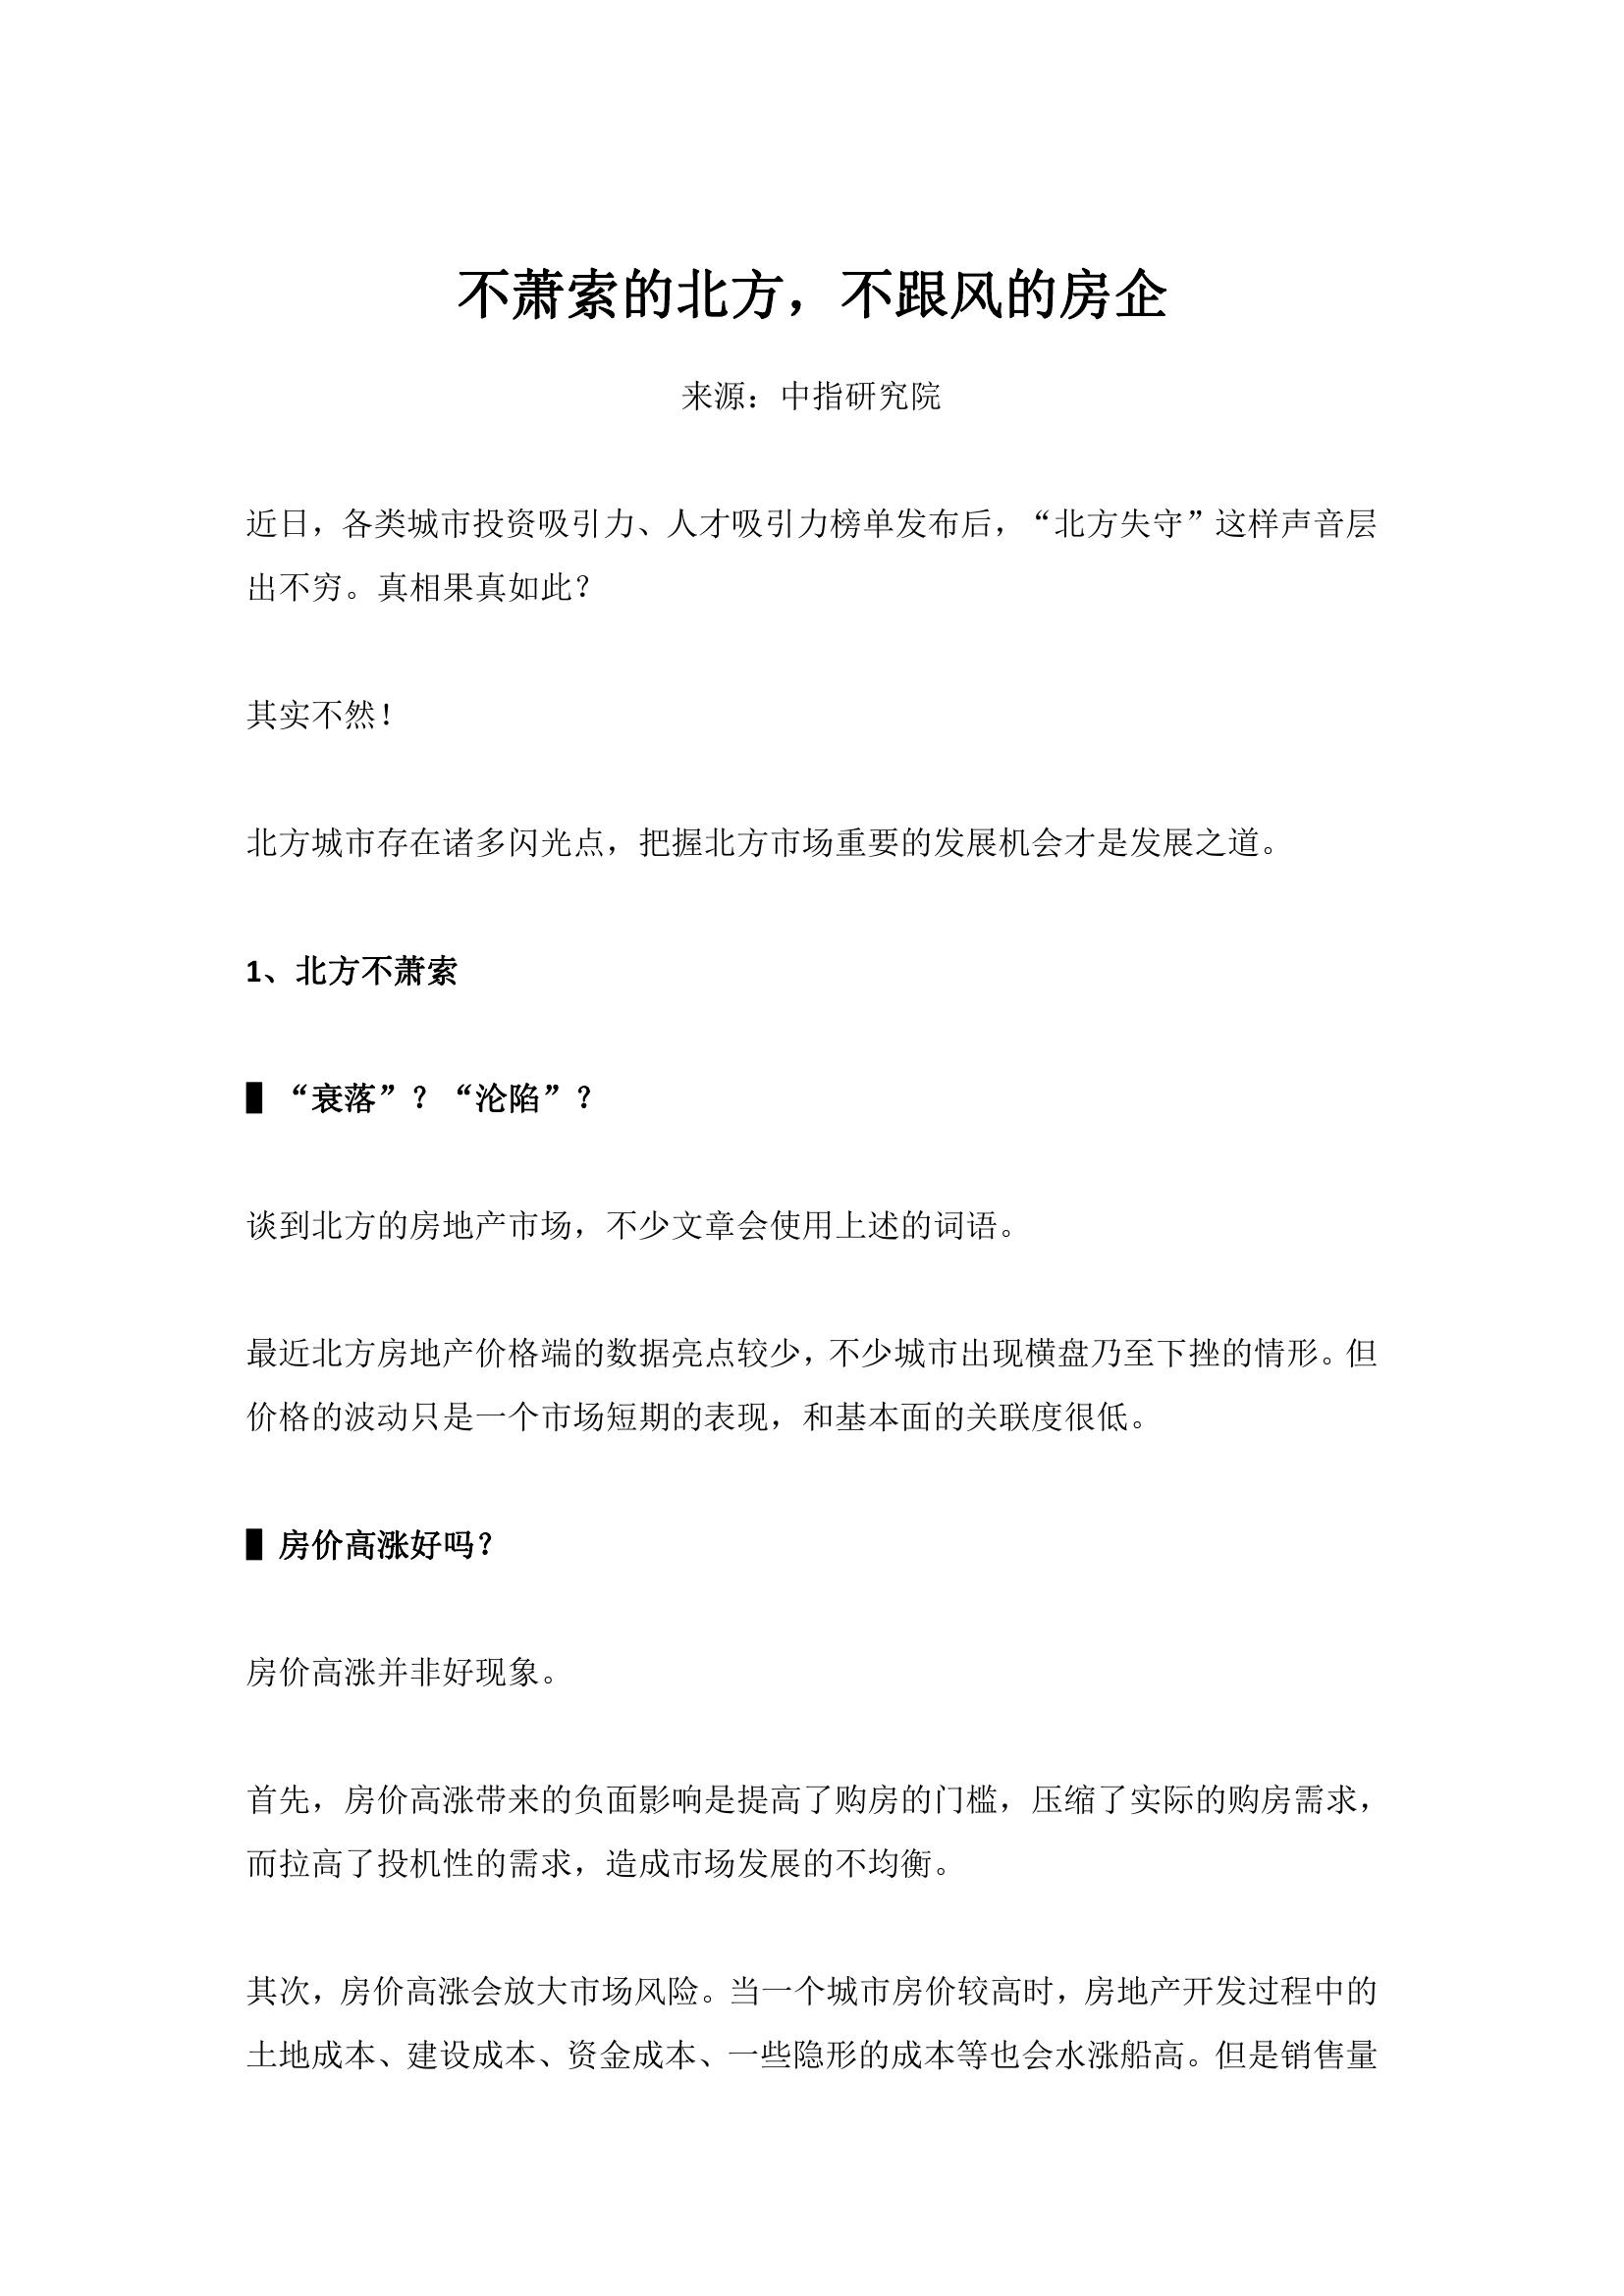 不萧索的北方，不跟风的房企
来源：中指研究院
近日，各类城市投资吸引力、人才吸引力榜单发布后，“北方失守”这样声音层
出不穷。真相果真如此？
其实不然！
北方城市存在诸多闪光点，把握北方市场重要的发展机会才是发展之道。
1、北方不萧索
▊ “衰落”？“沦陷”？
谈到北方的房地产市场，不少文章会使用上述的词语。
最近北方房地产价格端的数据亮点较少，不少城市出现横盘乃至下挫的情形。但
价格的波动只是一个市场短期的表现，和基本面的关联度很低。
▊ 房价高涨好吗？
房价高涨并非好现象。
首先，房价高涨带来的负面影响是提高了购房的门槛，压缩了实际的购房需求，
而拉高了投机性的需求，造成市场发展的不均衡。
其次，房价高涨会放大市场风险。当一个城市房价较高时，房地产开发过程中的
土地成本、建设成本、资金成本、一些隐形的成本等也会水涨船高。但是销售量